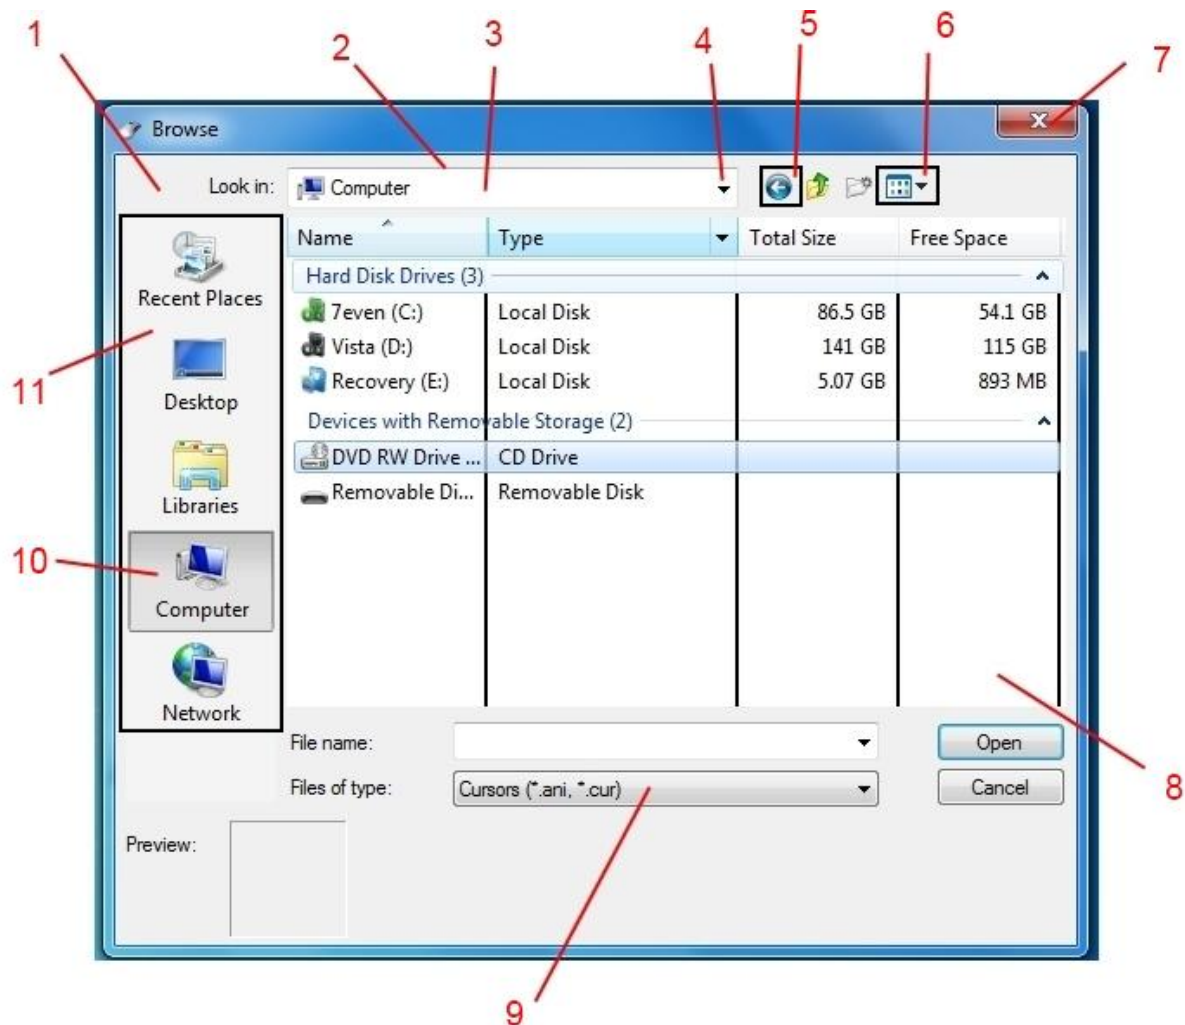 1
2
3
4
5
6
7
Browse
x
Look in: Computer
Name Type Total Size Free Space
Hard Disk Drives (3)
7even (C:) Local Disk 86.5 GB 54.1 GB
Vista (D:) Local Disk 141 GB 115 GB
Recovery (E:) Local Disk 5.07 GB 893 MB
Devices with Removable Storage (2)
DVD RW Drive ... CD Drive
Removable Di... Removable Disk
Recent Places
Desktop
Libraries
Computer
Network
11
10
File name: Open
Files of type: Cursors (*.ani, *.cur) Cancel
8
Preview:
9